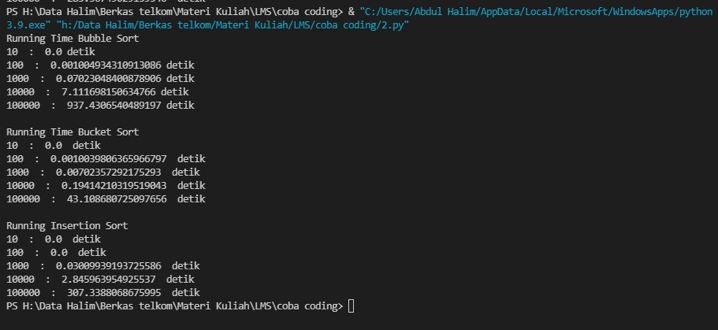 PS H:\Data Halim\Berkas telkom\Materi Kuliah\LMS\coba coding> & "C:/Users/Abdul Halim/AppData/Local/Microsoft/WindowsApps/python
3.9.exe" "h:/Data Halim/Berkas telkom/Materi Kuliah/LMS/coba coding/2.py"
Running Time Bubble Sort
10  :  0.0 detik
100  :  0.001004934310913086 detik
1000  :  0.07023048400878906 detik
10000  :  7.111698150634766 detik
100000  :  937.4306540489197 detik

Running Time Bucket Sort
10  :  0.0  detik
100  :  0.0010039806365966797  detik
1000  :  0.00702357292175293  detik
10000  :  0.19414210319519043  detik
100000  :  43.108680725097656  detik

Running Insertion Sort
10  :  0.0  detik
100  :  0.0  detik
1000  :  0.03009939193725586  detik
10000  :  2.845963954925537  detik
100000  :  307.3388068675995  detik
PS H:\Data Halim\Berkas telkom\Materi Kuliah\LMS\coba coding>